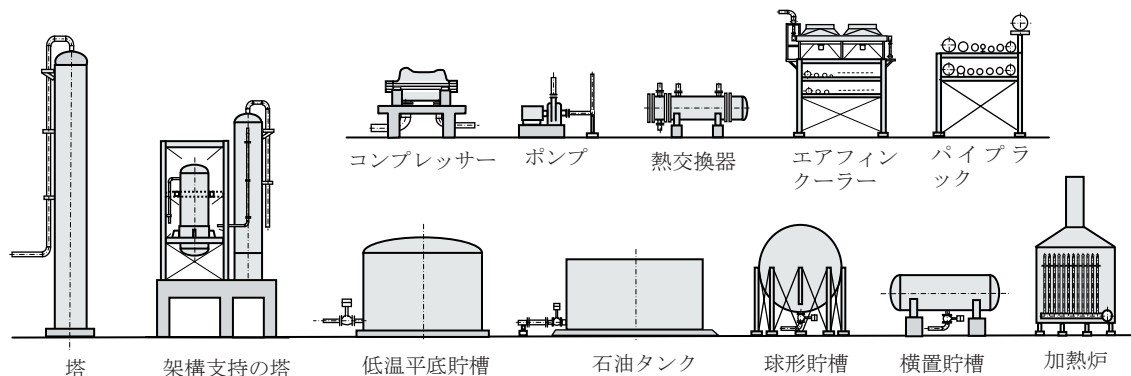 コンプレッサー
ポンプ
熱交換器
エアフィン
クーラー
パイプラ
ック
塔
架構支持の塔
低温平底貯槽
石油タンク
球形貯槽
横置貯槽
加熱炉